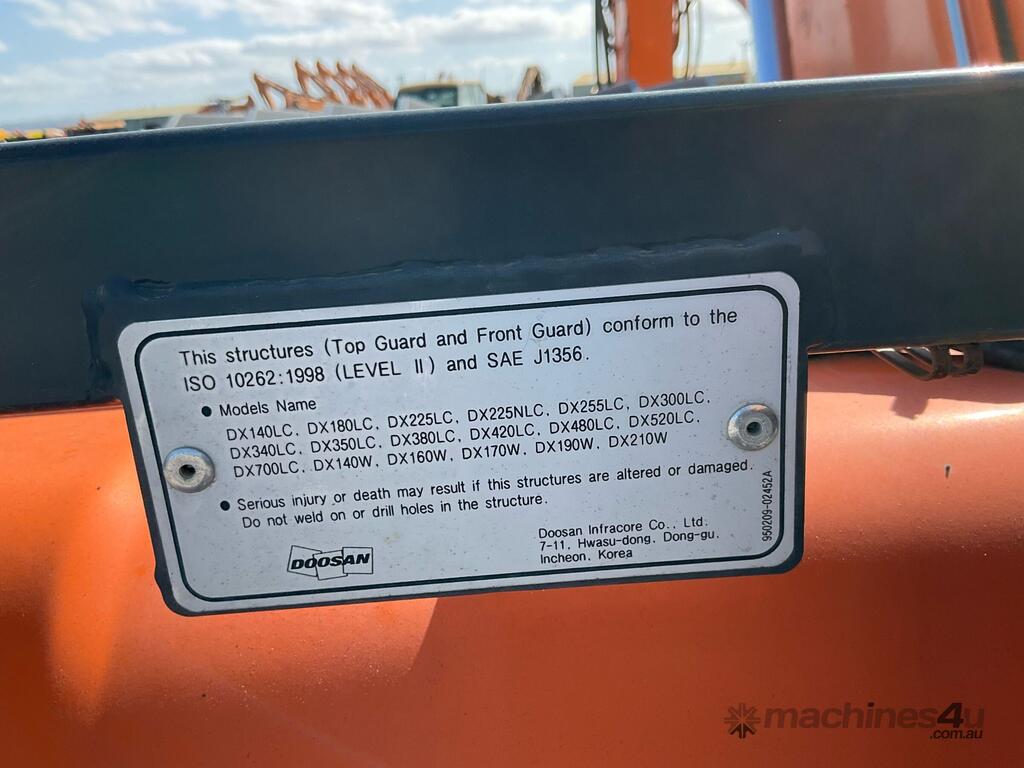 This structures (Top Guard and Front Guard) conform to the
ISO 10262:1998 (LEVEL II) and SAE J1356.
● Models Name
DX140LC, DX180LC, DX225LC, DX225NLC, DX255LC, DX300LC,
DX340LC, DX350LC, DX380LC, DX420LC, DX480LC, DX520LC,
DX700LC, DX140W, DX160W, DX170W, DX190W, DX210W
● Serious injury or death may result if this structures are altered or damaged.
Do not weld on or drill holes in the structure.
DOOSAN
Doosan Infracore Co., Ltd.
7-11, Hwasu-dong, Dong-gu,
Incheon, Korea
950209-02452A
machines4u
.com.au